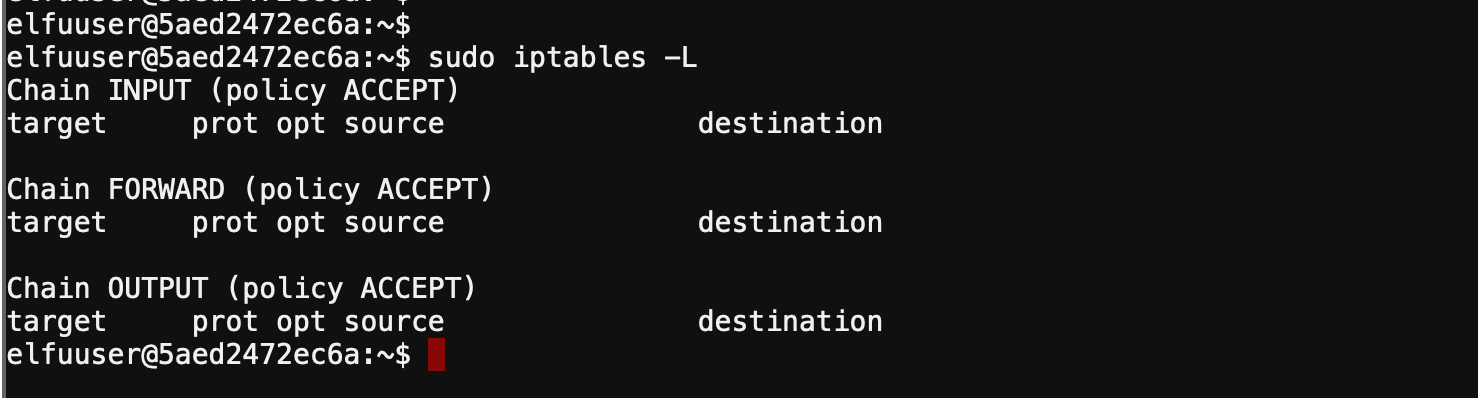 elfuuser@5aed2472ec6a:~$
elfuuser@5aed2472ec6a:~$ sudo iptables -L
Chain INPUT (policy ACCEPT)
target     prot opt source               destination

Chain FORWARD (policy ACCEPT)
target     prot opt source               destination

Chain OUTPUT (policy ACCEPT)
target     prot opt source               destination
elfuuser@5aed2472ec6a:~$